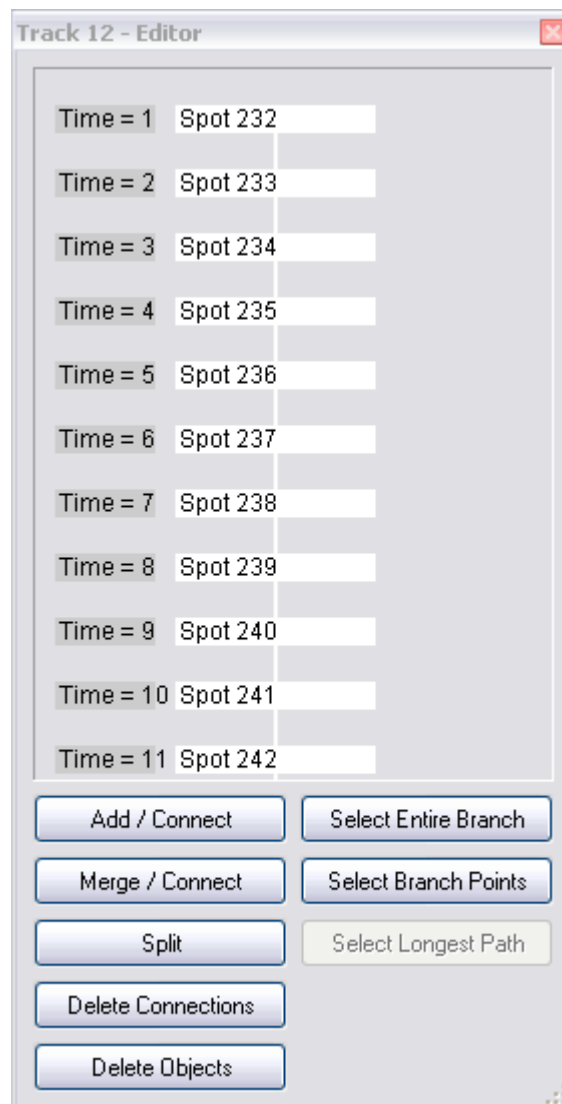 Track 12 - Editor
Time = 1 Spot 232
Time = 2 Spot 233
Time = 3 Spot 234
Time = 4 Spot 235
Time = 5 Spot 236
Time = 6 Spot 237
Time = 7 Spot 238
Time = 8 Spot 239
Time = 9 Spot 240
Time = 10 Spot 241
Time = 11 Spot 242
Add / Connect Select Entire Branch
Merge / Connect Select Branch Points
Split Select Longest Path
Delete Connections
Delete Objects